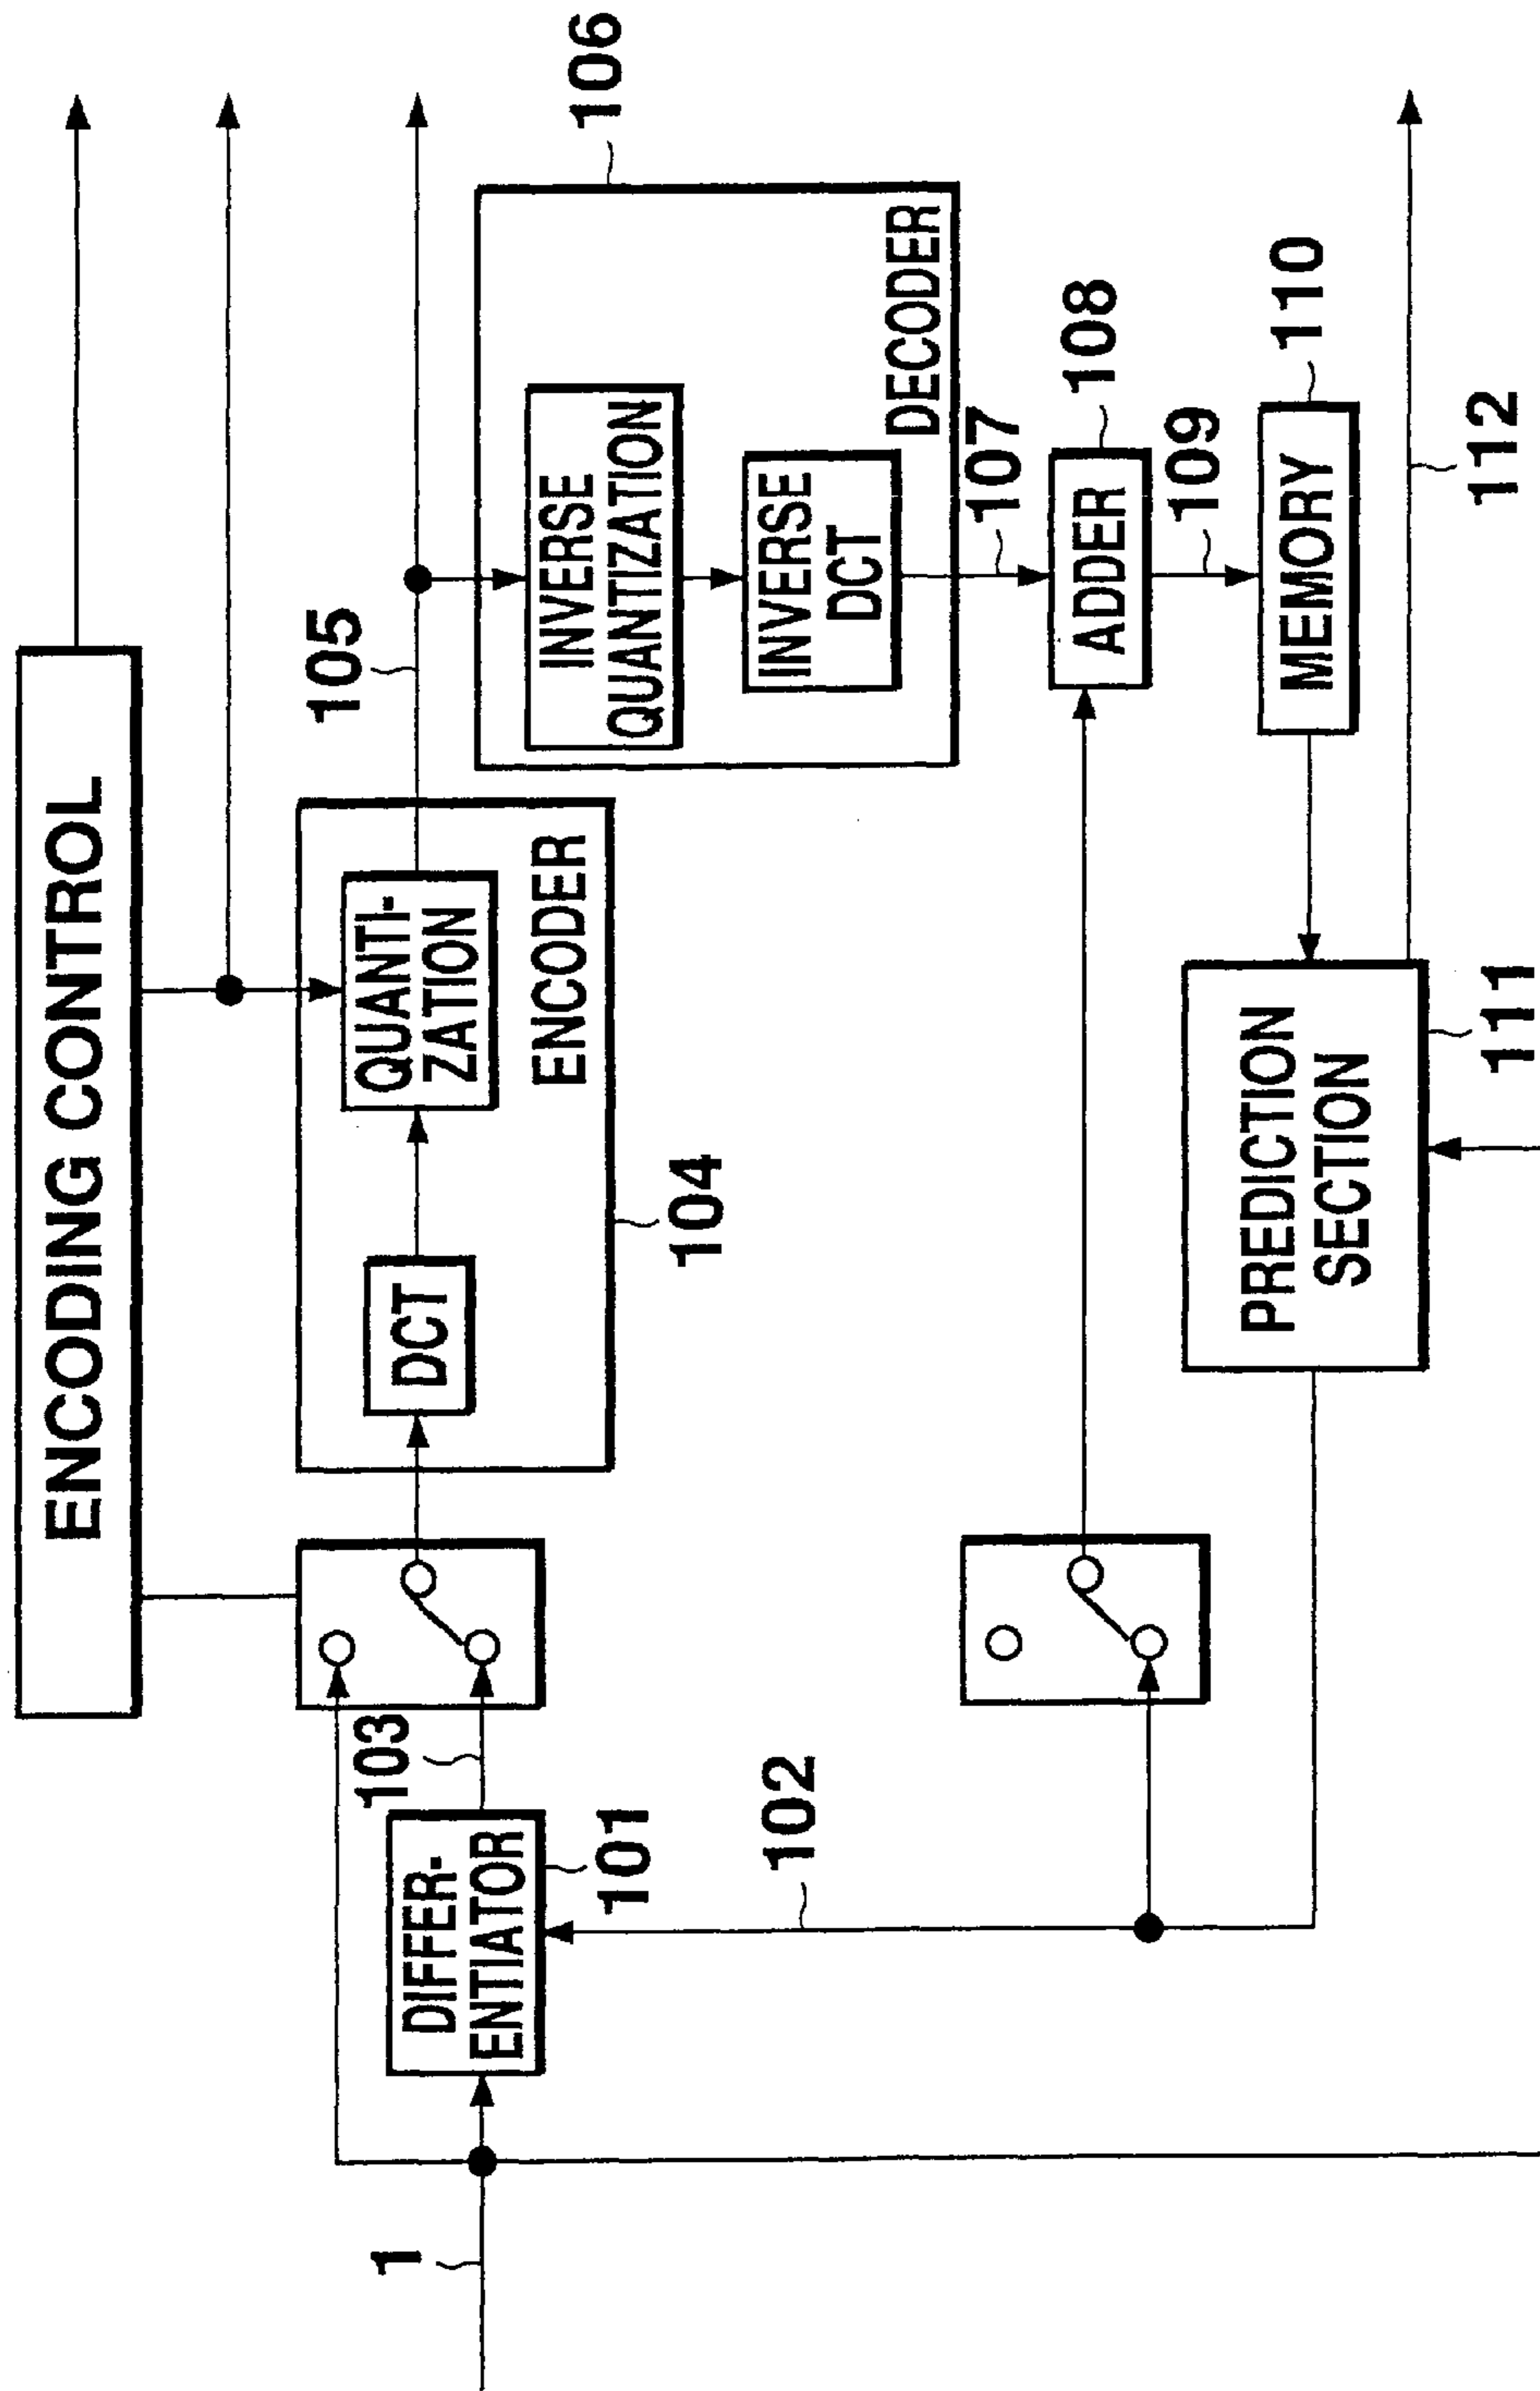 ENCODING CONTROL
105
106
QUANTI-
ZATION
ENCODER
DCT
104
INVERSE
QUANTIZATION
INVERSE
DCT
DECODER
103
1
DIFFER-
ENTIATOR
101
102
107
ADDER
108
109
MEMORY
110
PREDICTION
SECTION
111
112